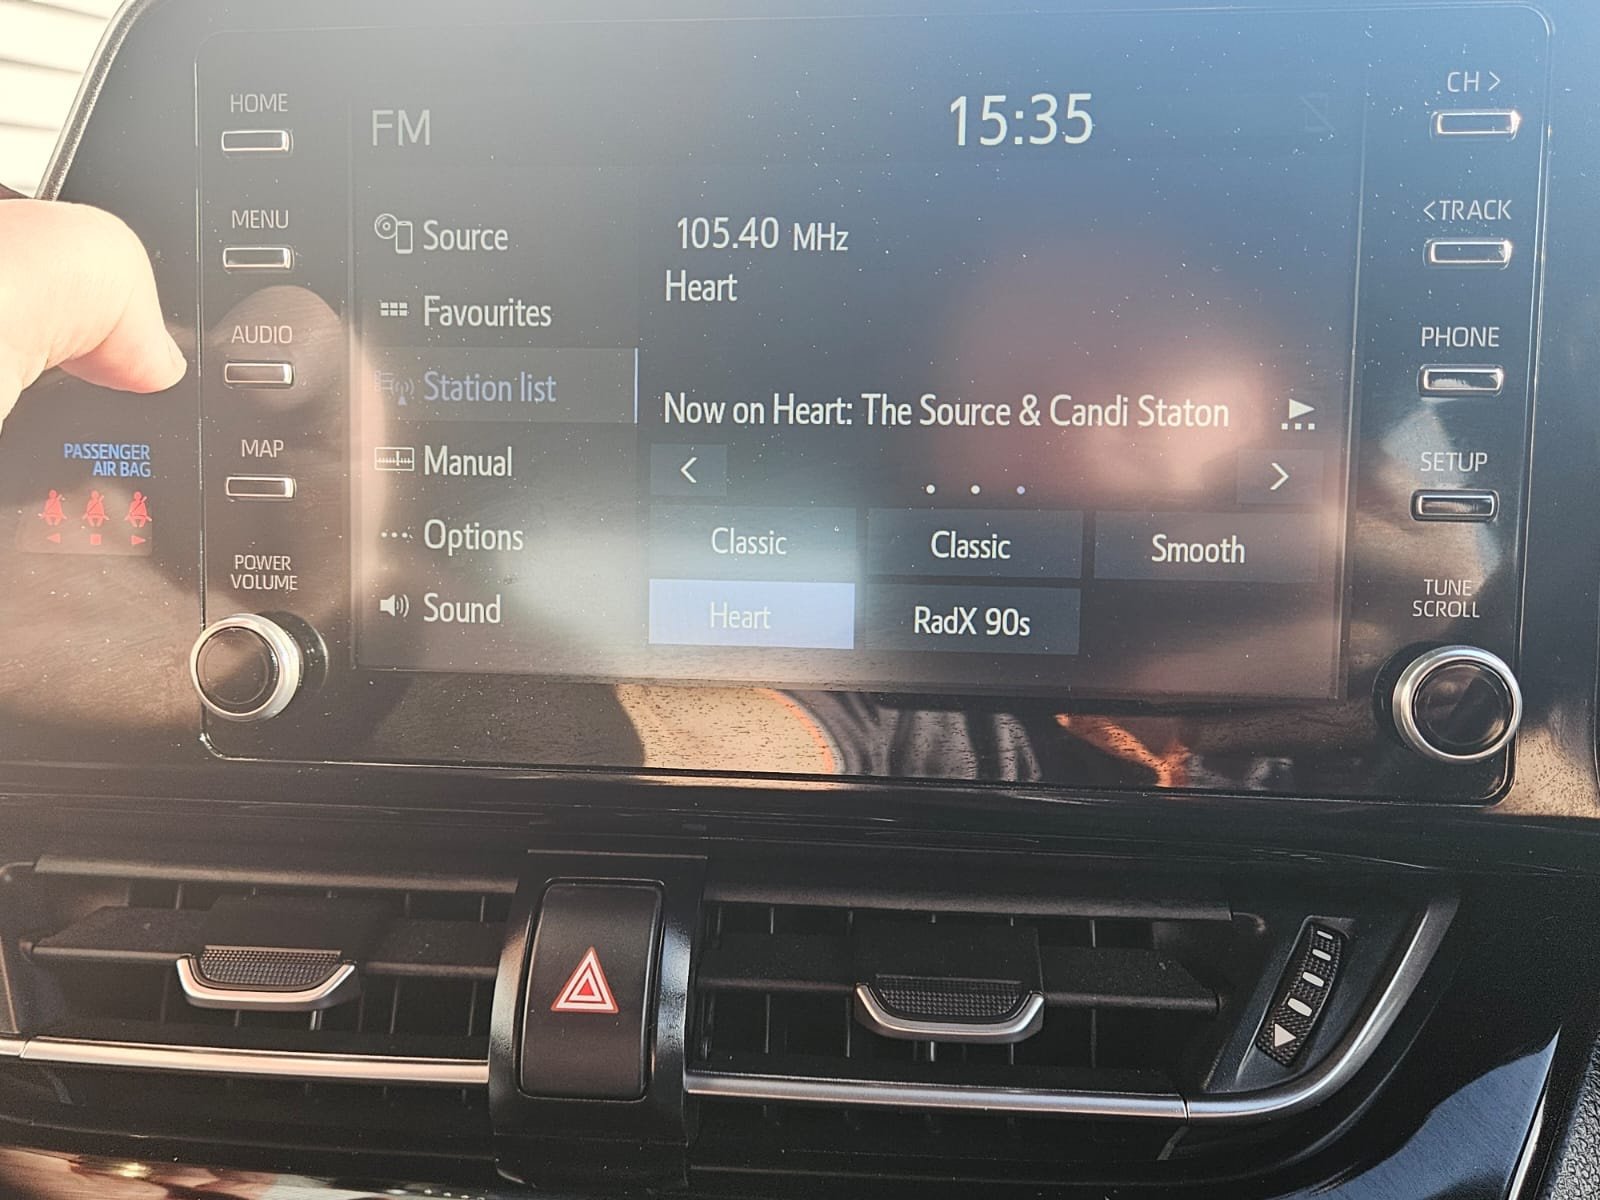 HOME
MENU
AUDIO
MAP
POWER
VOLUME
PASSENGER
AIR BAG
FM
15:35
Source
Favourites
Station list
Manual
Options
Sound
105.40 MHz
Heart
Now on Heart: The Source & Candi Staton
Classic
Classic
Smooth
Heart
RadX 90s
CH >
< TRACK
PHONE
SETUP
TUNE
SCROLL